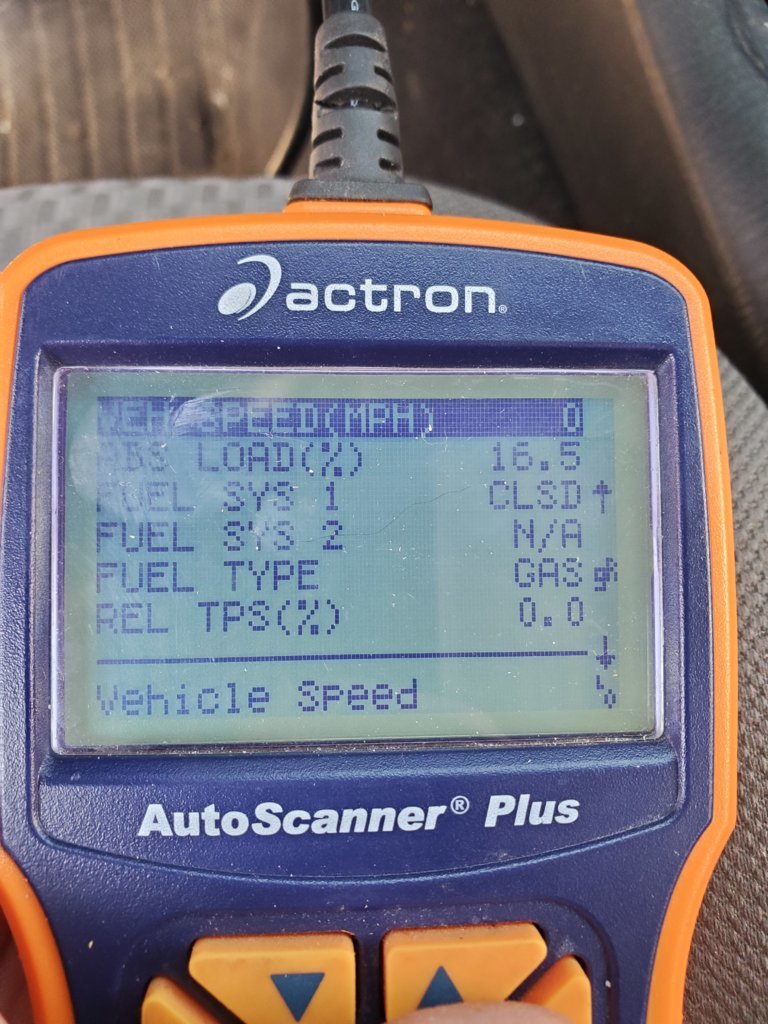 actron®
VEH SPEED(MPH) 0
ABS LOAD(%) 16.5
FUEL SYS 1 CLSD
FUEL SYS 2 N/A
FUEL TYPE GAS
REL TPS(%) 0.0
Vehicle Speed
AutoScanner® Plus